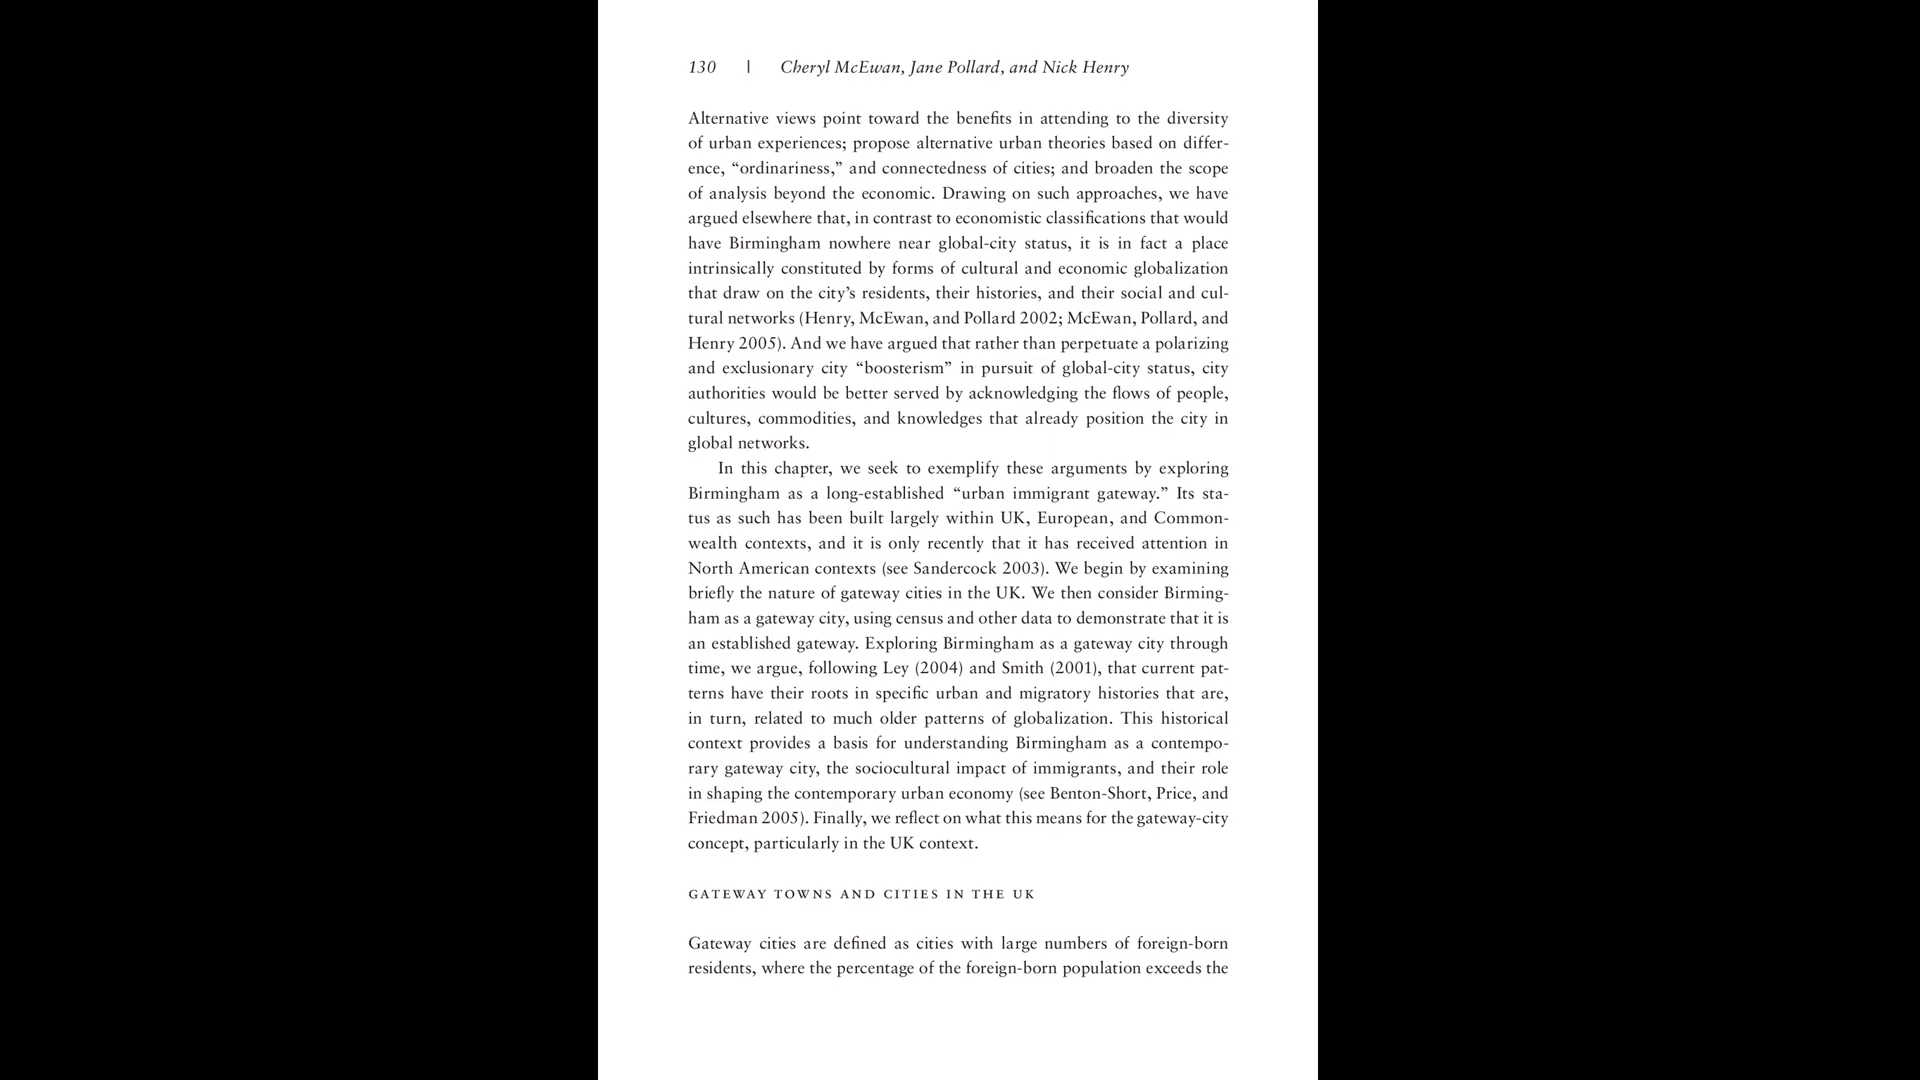 130 | Cheryl McEwan, Jane Pollard, and Nick Henry
Alternative views point toward the benefits in attending to the diversity
of urban experiences; propose alternative urban theories based on differ-
ence, “ordinariness,” and connectedness of cities; and broaden the scope
of analysis beyond the economic. Drawing on such approaches, we have
argued elsewhere that, in contrast to economistic classifications that would
have Birmingham nowhere near global-city status, it is in fact a place
intrinsically constituted by forms of cultural and economic globalization
that draw on the city’s residents, their histories, and their social and cul-
tural networks (Henry, McEwan, and Pollard 2002; McEwan, Pollard, and
Henry 2005). And we have argued that rather than perpetuate a polarizing
and exclusionary city “boosterism” in pursuit of global-city status, city
authorities would be better served by acknowledging the flows of people,
cultures, commodities, and knowledges that already position the city in
global networks.
In this chapter, we seek to exemplify these arguments by exploring
Birmingham as a long-established “urban immigrant gateway.” Its sta-
tus as such has been built largely within UK, European, and Common-
wealth contexts, and it is only recently that it has received attention in
North American contexts (see Sandercock 2003). We begin by examining
briefly the nature of gateway cities in the UK. We then consider Birming-
ham as a gateway city, using census and other data to demonstrate that it is
an established gateway. Exploring Birmingham as a gateway city through
time, we argue, following Ley (2004) and Smith (2001), that current pat-
terns have their roots in specific urban and migratory histories that are,
in turn, related to much older patterns of globalization. This historical
context provides a basis for understanding Birmingham as a contempo-
rary gateway city, the sociocultural impact of immigrants, and their role
in shaping the contemporary urban economy (see Benton-Short, Price, and
Friedman 2005). Finally, we reflect on what this means for the gateway-city
concept, particularly in the UK context.
GATEWAY TOWNS AND CITIES IN THE UK
Gateway cities are defined as cities with large numbers of foreign-born
residents, where the percentage of the foreign-born population exceeds the